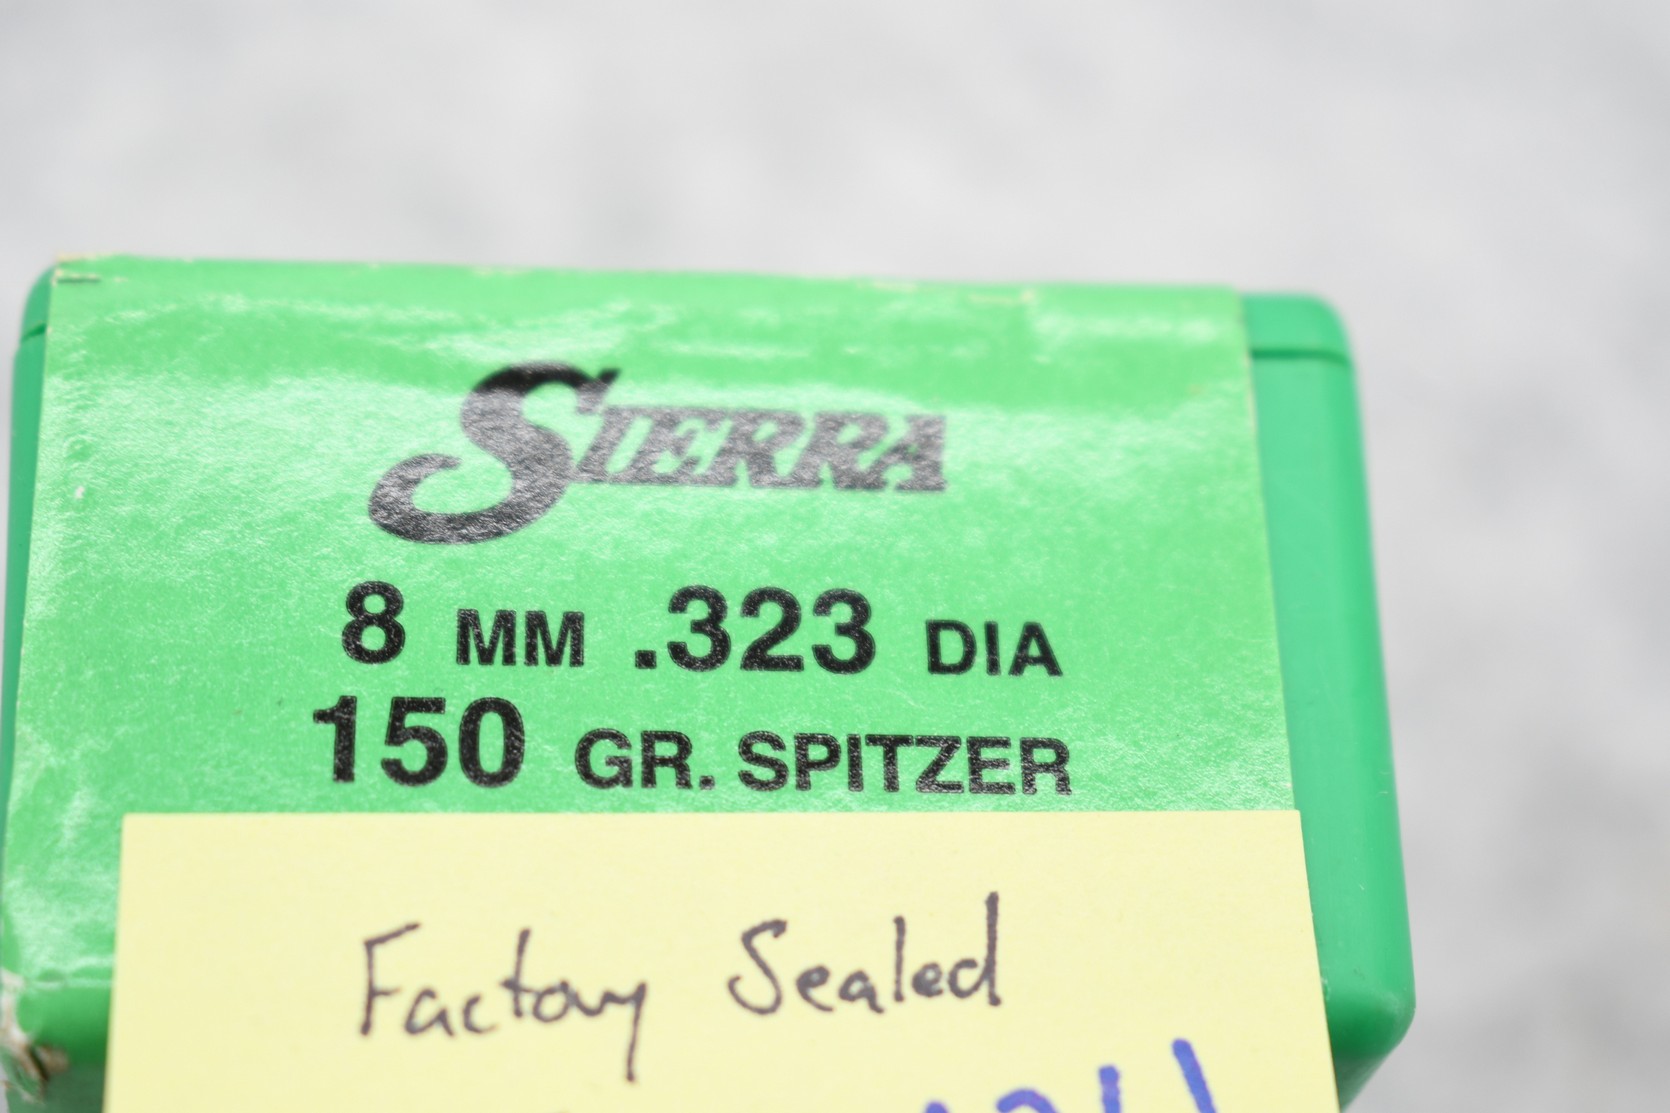 SIERRA
8 MM .323 DIA
150 GR. SPITZER
Factory Sealed